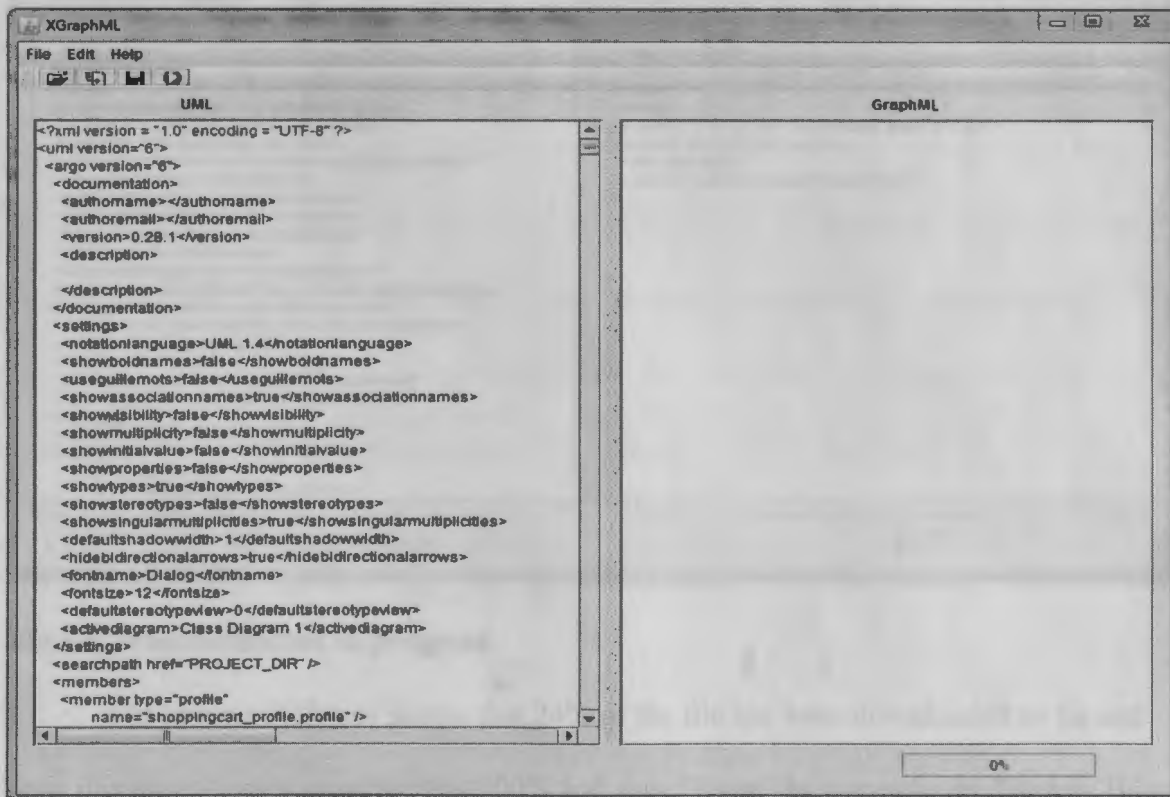 XGraphML
File Edit Help
UML
GraphML
<?xml version = "1.0" encoding = "UTF-8" ?>
<uml version="6">
<argo version="6">
<documentation>
<authorname></authorname>
<authoremail></authoremail>
<version>0.28.1</version>
<description>
</description>
</documentation>
<settings>
<notationlanguage>UML 1.4</notationlanguage>
<showboldnames>false</showboldnames>
<useguillemots>false</useguillemots>
<showassociationnames>true</showassociationnames>
<showvisibility>false</showvisibility>
<showmultiplicity>false</showmultiplicity>
<showinitialvalue>false</showinitialvalue>
<showproperties>false</showproperties>
<showtypes>true</showtypes>
<showstereotypes>false</showstereotypes>
<showsingularmultiplicities>true</showsingularmultiplicities>
<defaultshadowwidth>1</defaultshadowwidth>
<hidebidirectionalarrows>true</hidebidirectionalarrows>
<fontname>Dialog</fontname>
<fontsize>12</fontsize>
<defaultstereotypeview>0</defaultstereotypeview>
<activediagram>Class Diagram 1</activediagram>
</settings>
<searchpath href="PROJECT_DIR" />
<members>
<member type="profile"
name="shoppingcart_profile.profile" />
0%